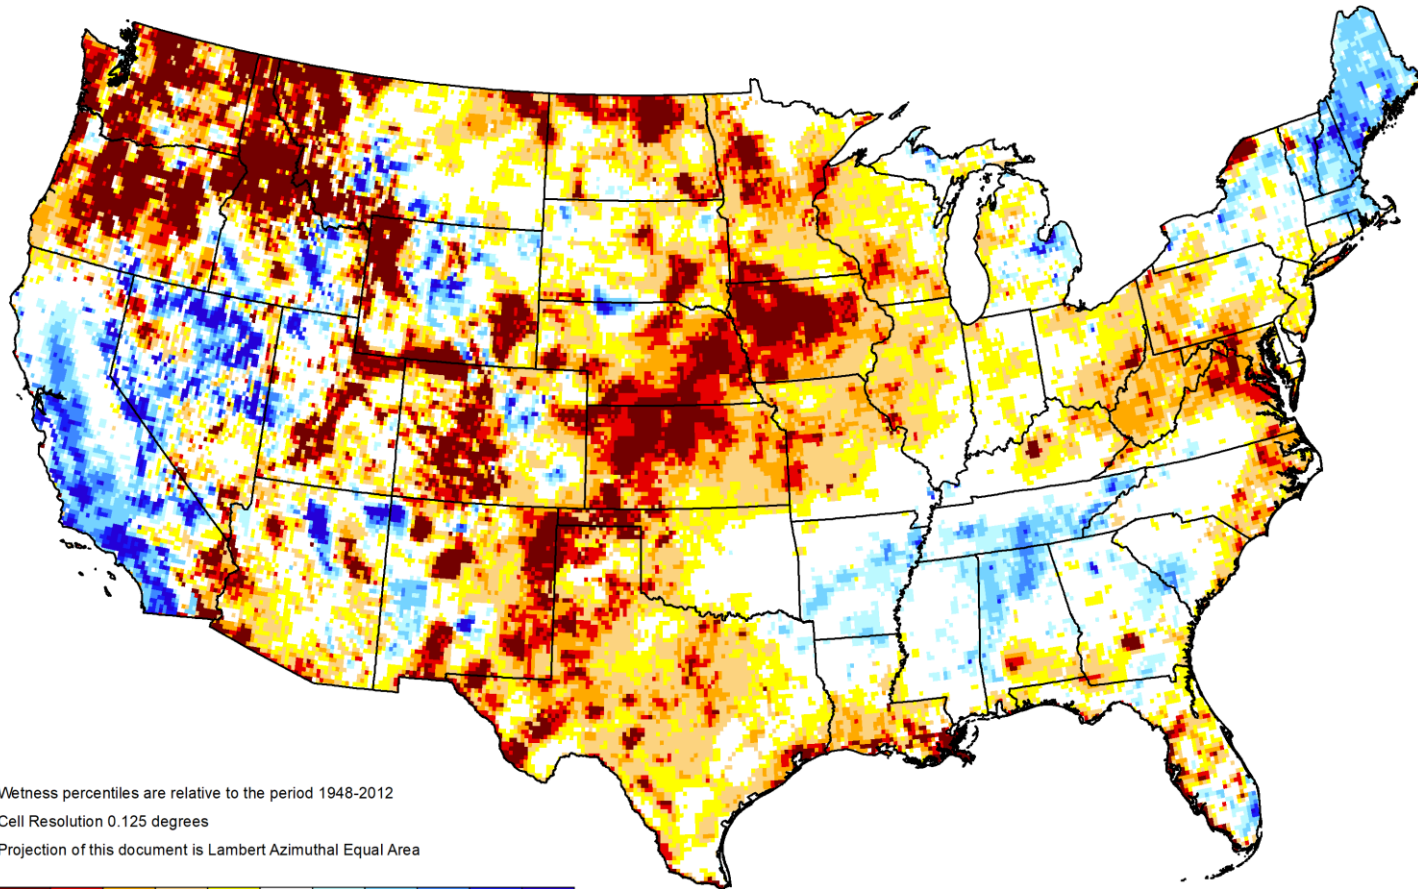 Wetness percentiles are relative to the period 1948-2012
Cell Resolution 0.125 degrees
Projection of this document is Lambert Azimuthal Equal Area